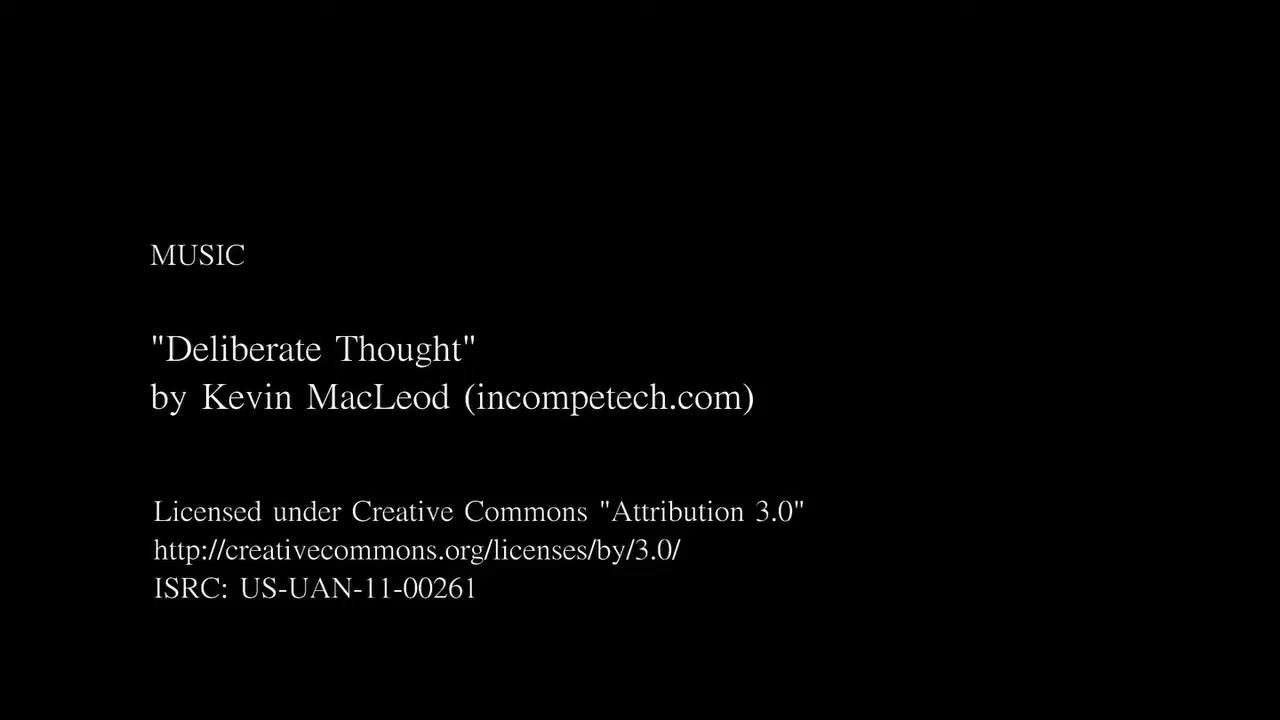 MUSIC
"Deliberate Thought"
by Kevin MacLeod (incompetech.com)
Licensed under Creative Commons "Attribution 3.0"
http://creativecommons.org/licenses/by/3.0/
ISRC: US-UAN-11-00261